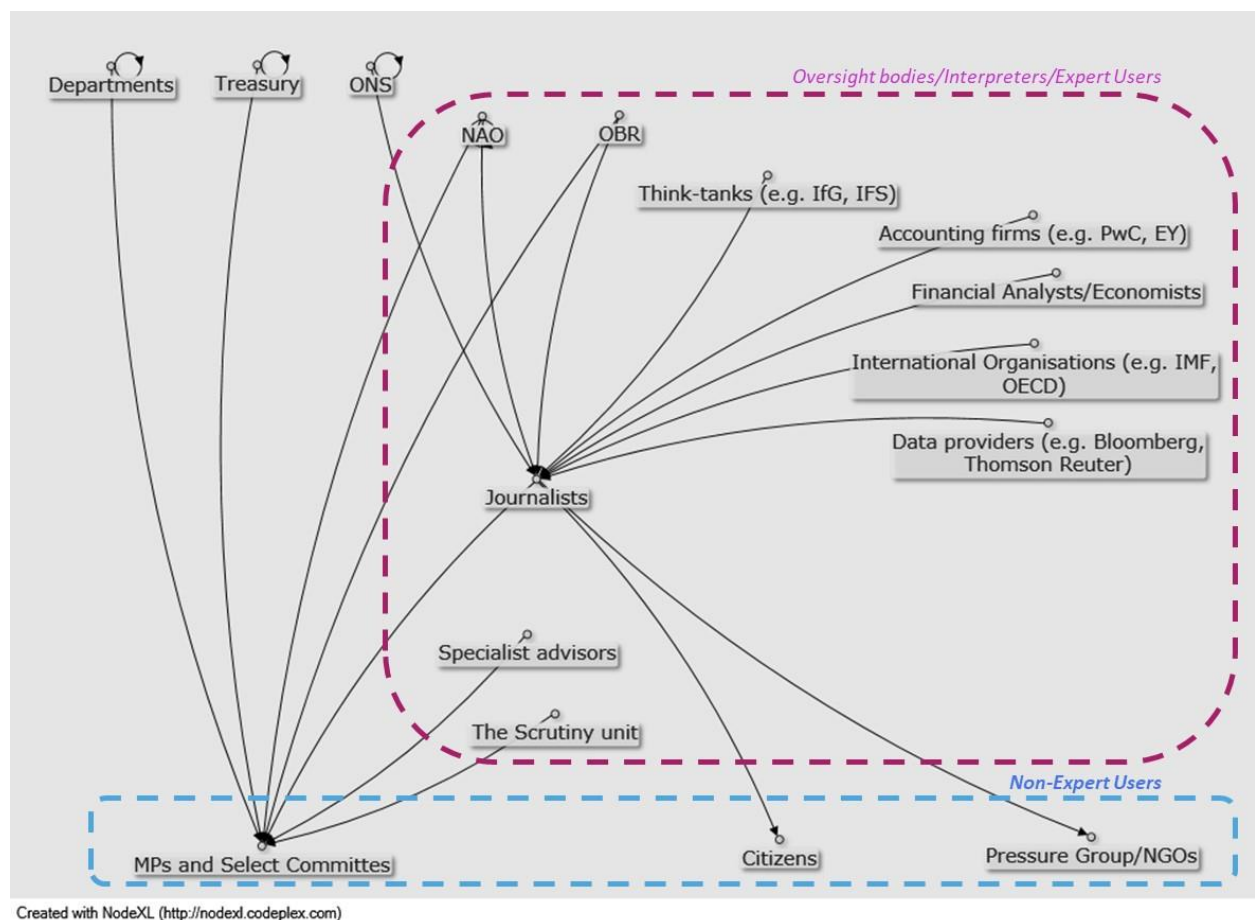 Departments
Treasury
ONS
Oversight bodies/Interpreters/Expert Users
NAO
OBR
Think-tanks (e.g. IfG, IFS)
Accounting firms (e.g. PwC, EY)
Financial Analysts/Economists
International Organisations (e.g. IMF,
OECD)
Data providers (e.g. Bloomberg,
Thomson Reuter)
Journalists
Specialist advisors
The Scrutiny unit
Non-Expert Users
MPs and Select Committes
Citizens
Pressure Group/NGOs
Created with NodeXL (http://nodexl.codeplex.com)